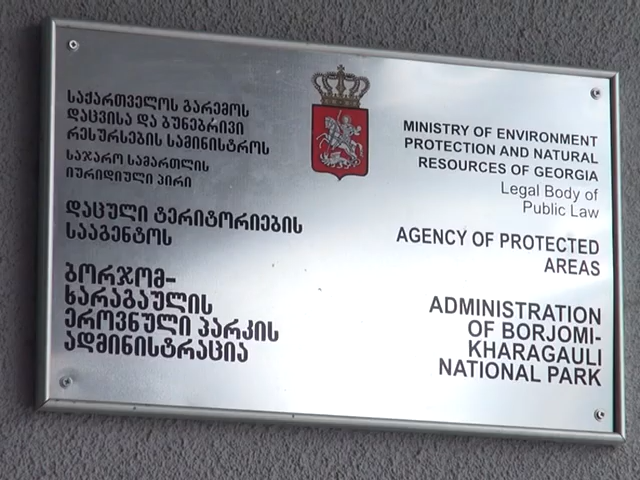 საქართველოს გარემოს
დაცვისა და ბუნებრივი
რესურსების სამინისტროს
საჯარო სამართლის
იურიდიული პირი
დაცული ტერიტორიების
სააგენტოს
ბორჯომ-
ხარაგაულის
ეროვნული პარკის
ადმინისტრაცია
MINISTRY OF ENVIRONMENT
PROTECTION AND NATURAL
RESOURCES OF GEORGIA
Legal Body of
Public Law
AGENCY OF PROTECTED
AREAS
ADMINISTRATION
OF BORJOMI-
KHARAGAULI
NATIONAL PARK